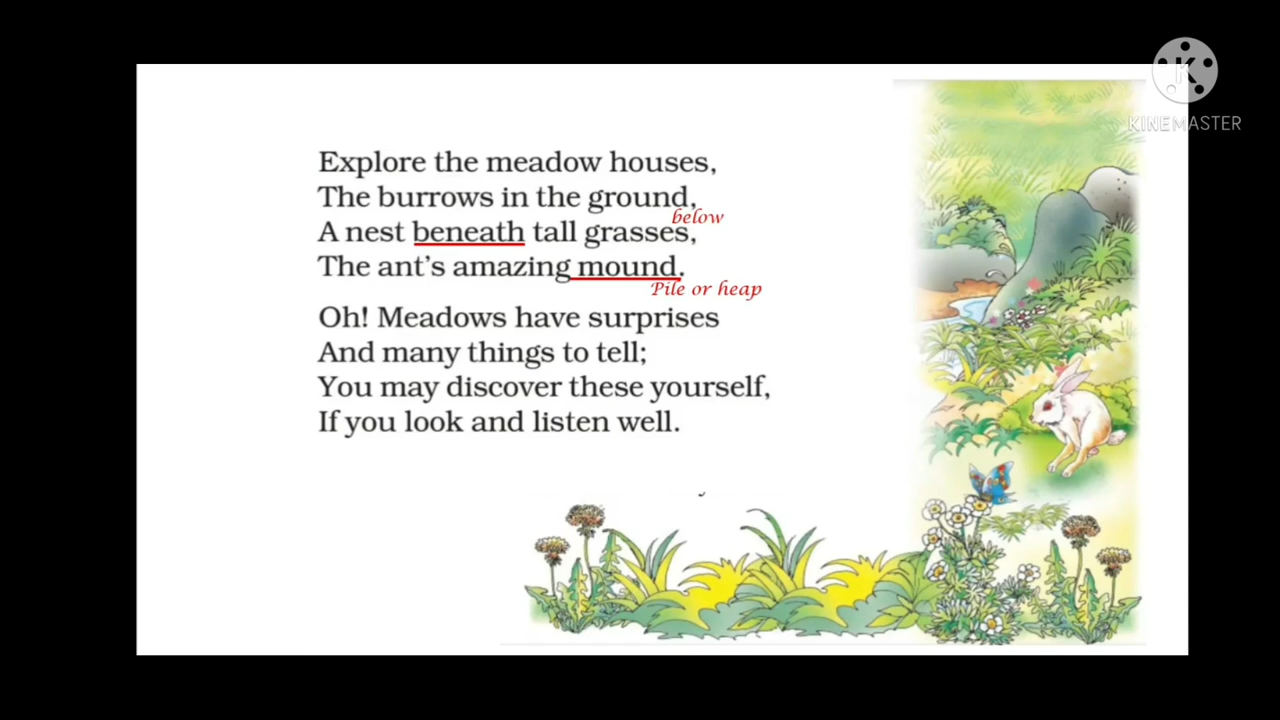 KINEMASTER
Explore the meadow houses,
The burrows in the ground,
below
A nest beneath tall grasses,
The ant's amazing mound.
Pile or heap
Oh! Meadows have surprises
And many things to tell;
You may discover these yourself,
If you look and listen well.